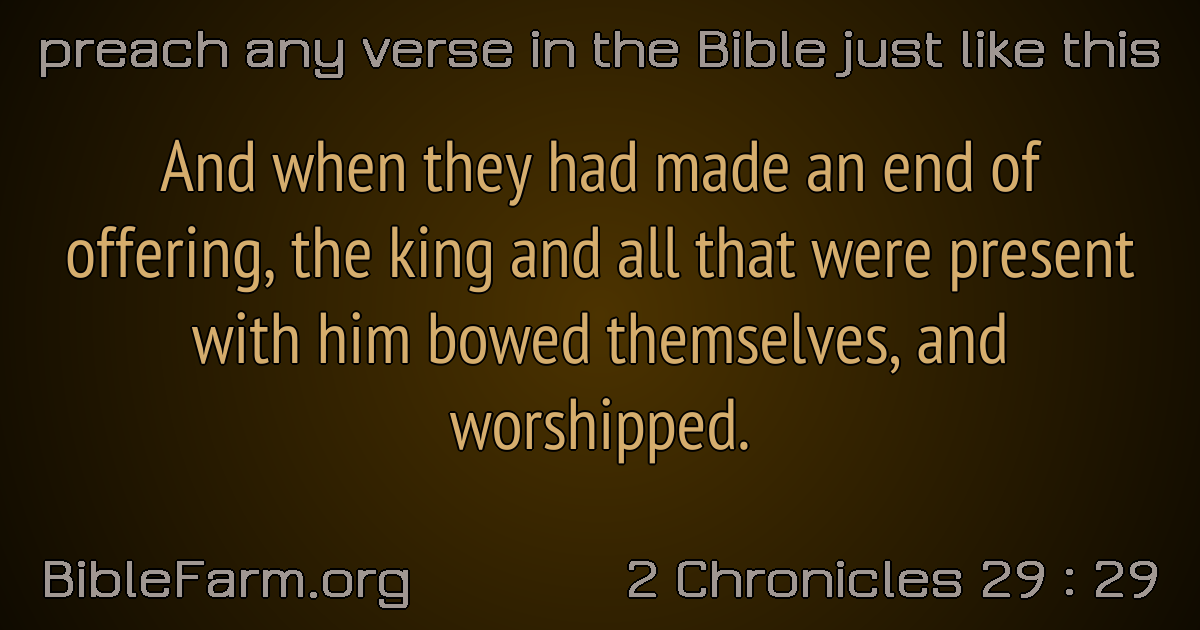 preach any verse in the Bible just like this
And when they had made an end of
offering, the king and all that were present
with him bowed themselves, and
worshipped.
BibleFarm.org
2 Chronicles 29 : 29